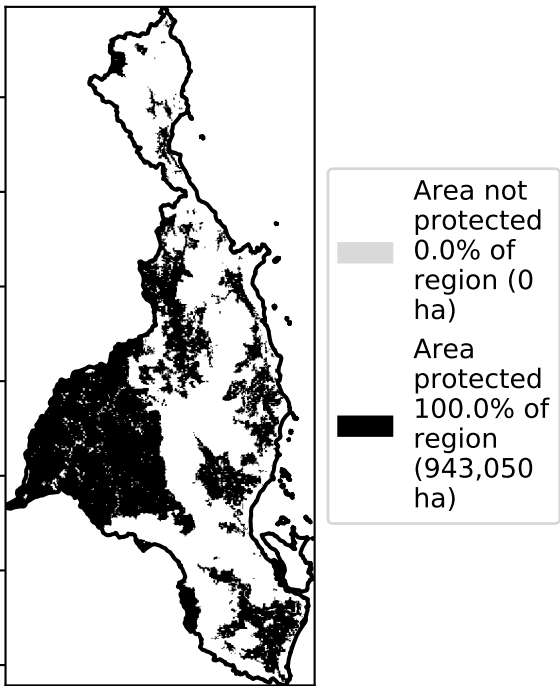 Area not
protected
0.0% of
region (0
ha)
Area
protected
100.0% of
region
(943,050
ha)